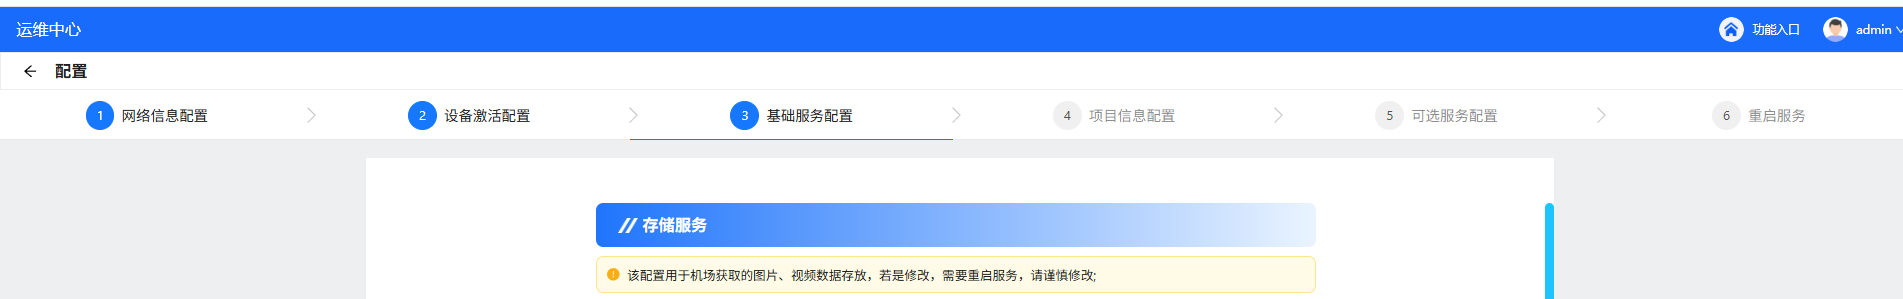 运维中心 功能入口 admin
配置
1 网络信息配置 2 设备激活配置 3 基础服务配置 4 项目信息配置 5 可选服务配置 6 重启服务
存储服务
该配置用于机场获取的图片、视频数据存放，若是修改，需要重启服务，请谨慎修改;